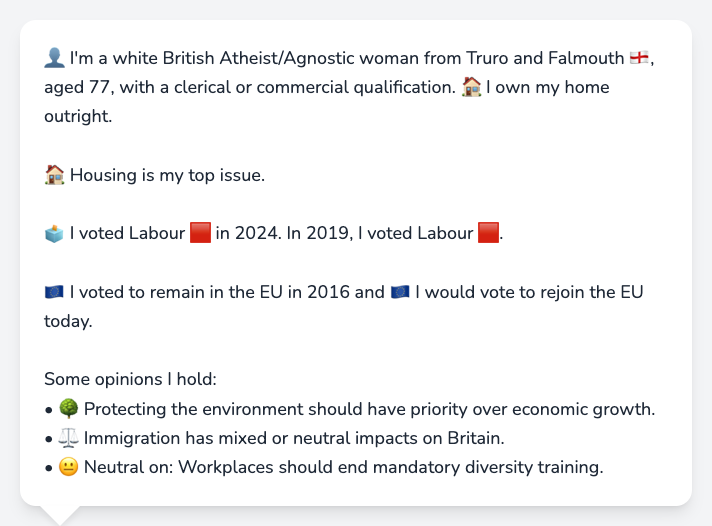 👤 I'm a white British Atheist/Agnostic woman from Truro and Falmouth 🏴󠁧󠁢󠁥󠁮󠁧󠁿,
aged 77, with a clerical or commercial qualification. 🏠 I own my home
outright.
🏠 Housing is my top issue.
🗳️ I voted Labour 🟥 in 2024. In 2019, I voted Labour 🟥.
🇪🇺 I voted to remain in the EU in 2016 and 🇪🇺 I would vote to rejoin the EU
today.
Some opinions I hold:
• 🌳 Protecting the environment should have priority over economic growth.
• ⚖️ Immigration has mixed or neutral impacts on Britain.
• 😐 Neutral on: Workplaces should end mandatory diversity training.